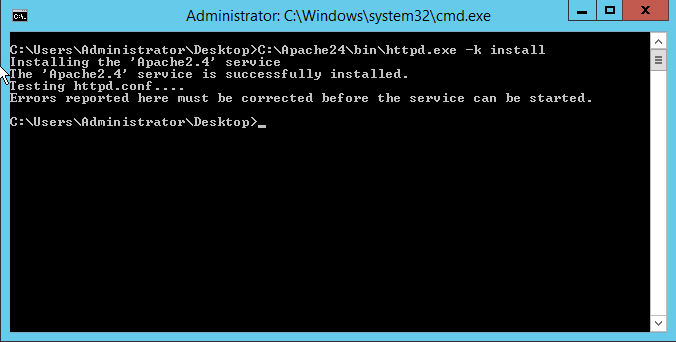 Administrator: C:\Windows\system32\cmd.exe
C:\Users\Administrator\Desktop>C:\Apache24\bin\httpd.exe -k install
Installing the 'Apache2.4' service
The 'Apache2.4' service is successfully installed.
Testing httpd.conf....
Errors reported here must be corrected before the service can be started.
C:\Users\Administrator\Desktop>_